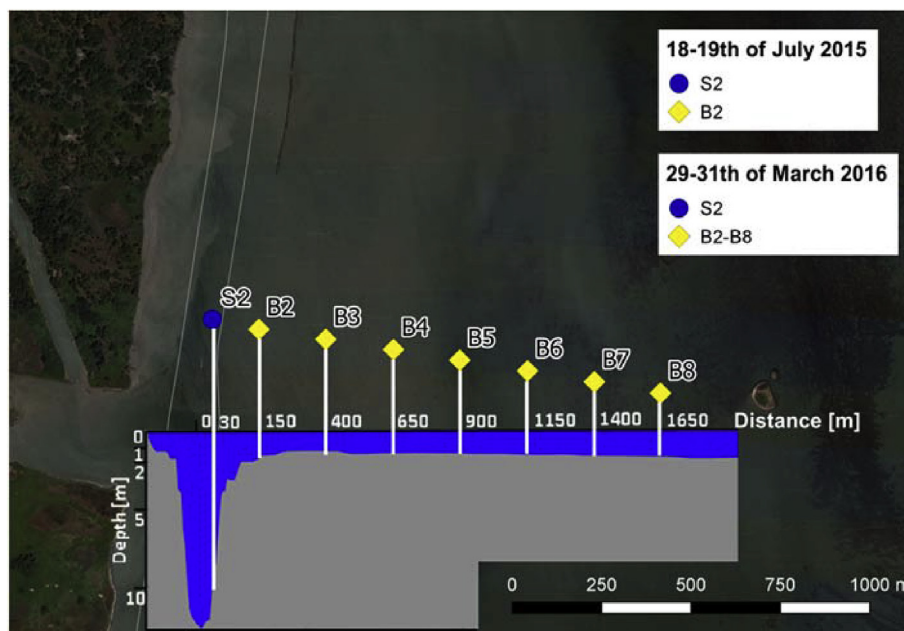 18-19th of July 2015
S2
B2
29-31th of March 2016
S2
B2-B8
S2
B2
B3
B4
B5
B6
B7
B8
0 30 150 400 650 900 1150 1400 1650 Distance [m]
0
1
2
5
10
Depth [m]
0 250 500 750 1000 m